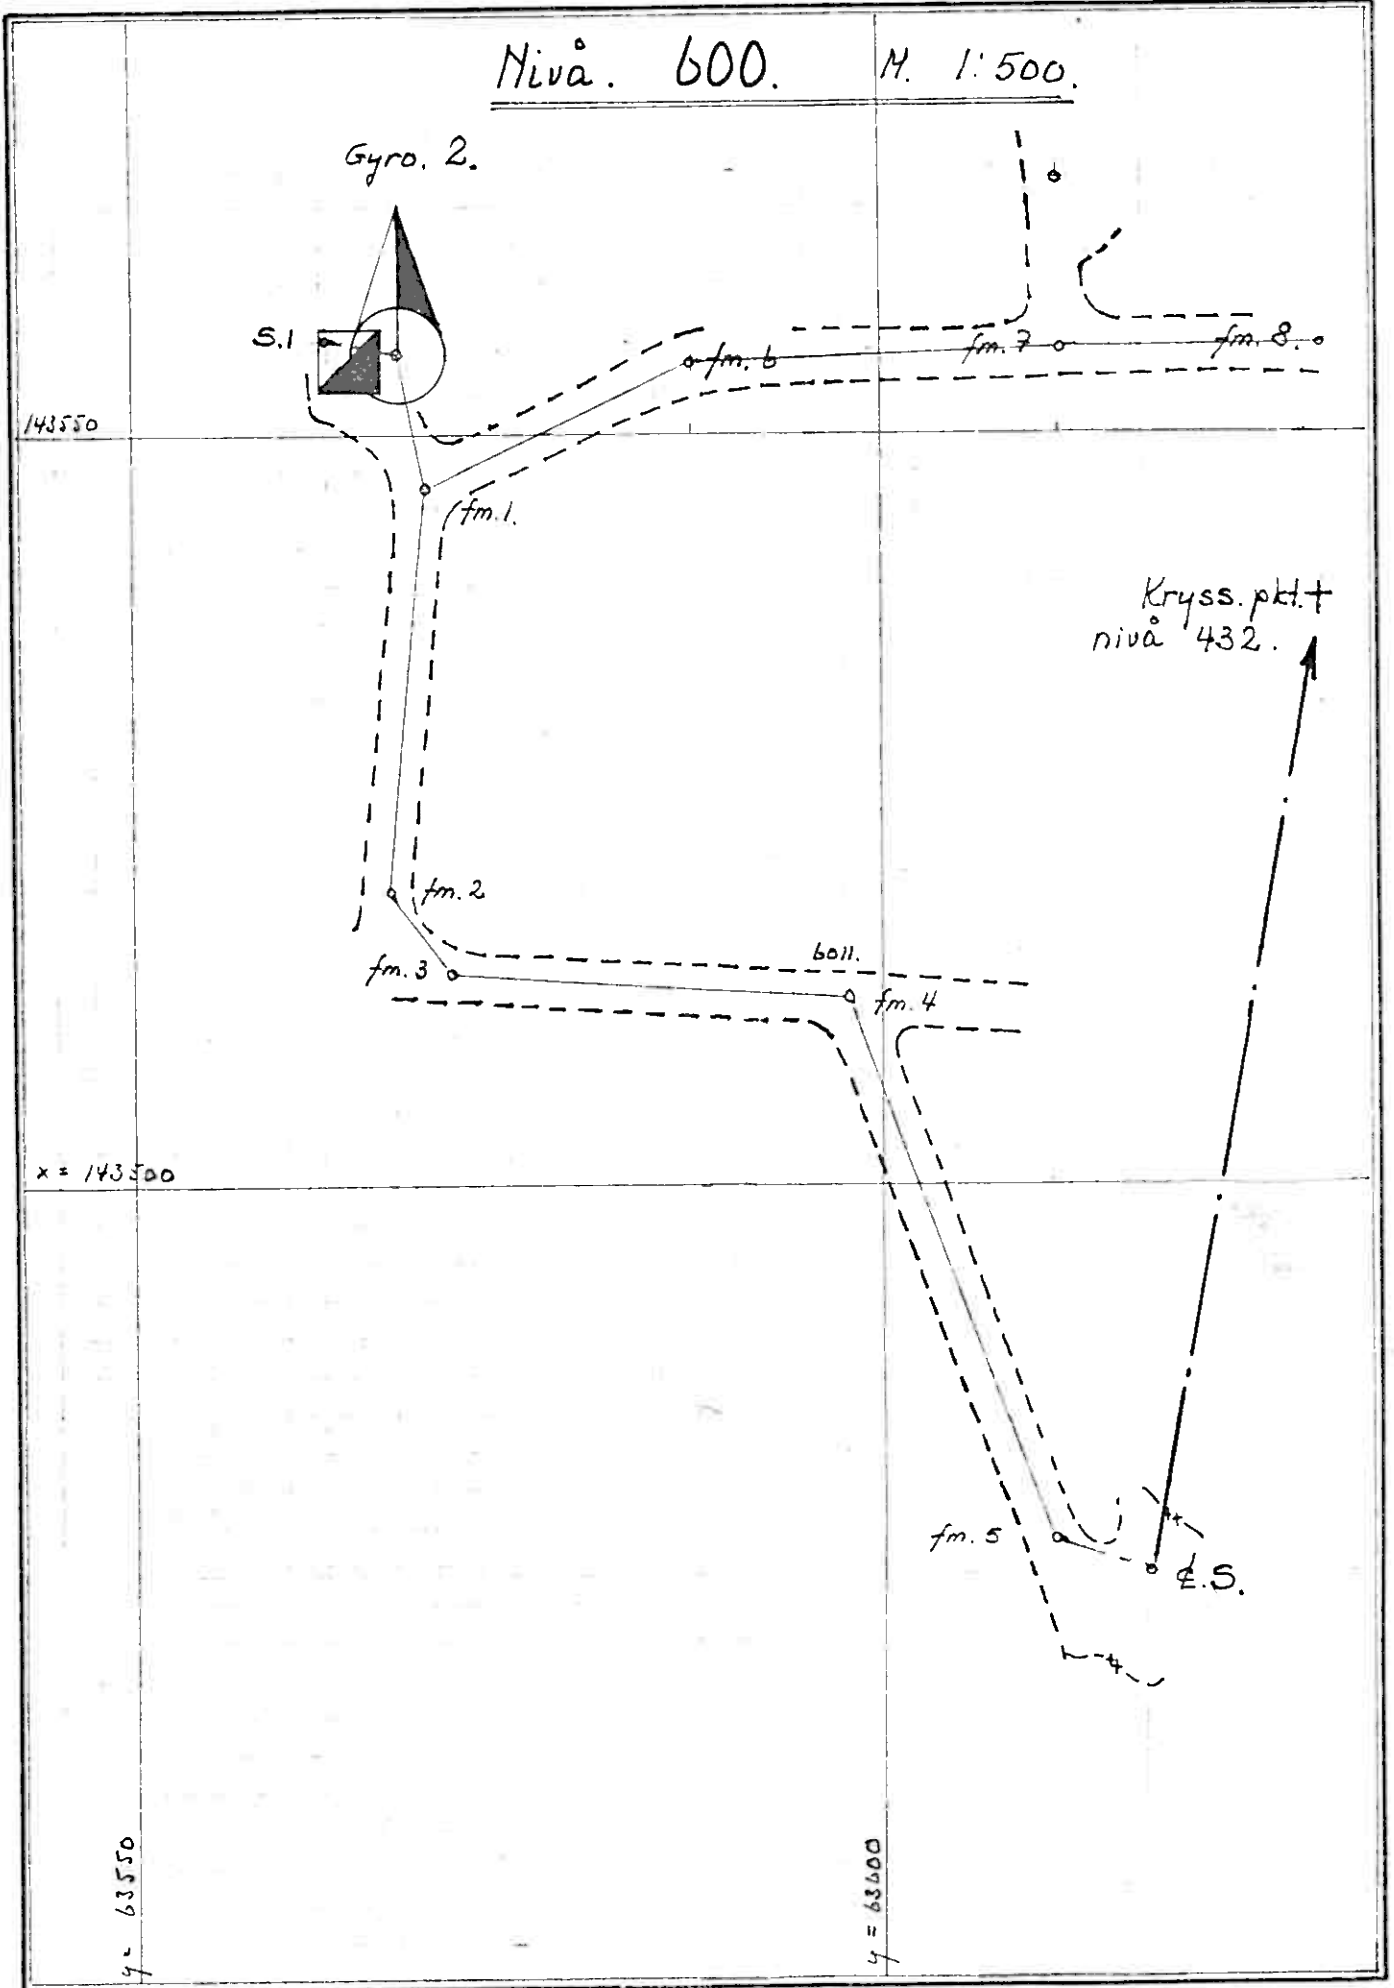 Nivå. 600. M. 1:500.
Gyro. 2.
S.1
fm. 6
fm. 7
fm. 8.
143550
fm. 1.
Kryss. pkt. +
nivå 432.
fm. 2
fm. 3
6011.
fm. 4
x = 143500
fm. 5
¢.S.
y = 63550
y = 63600